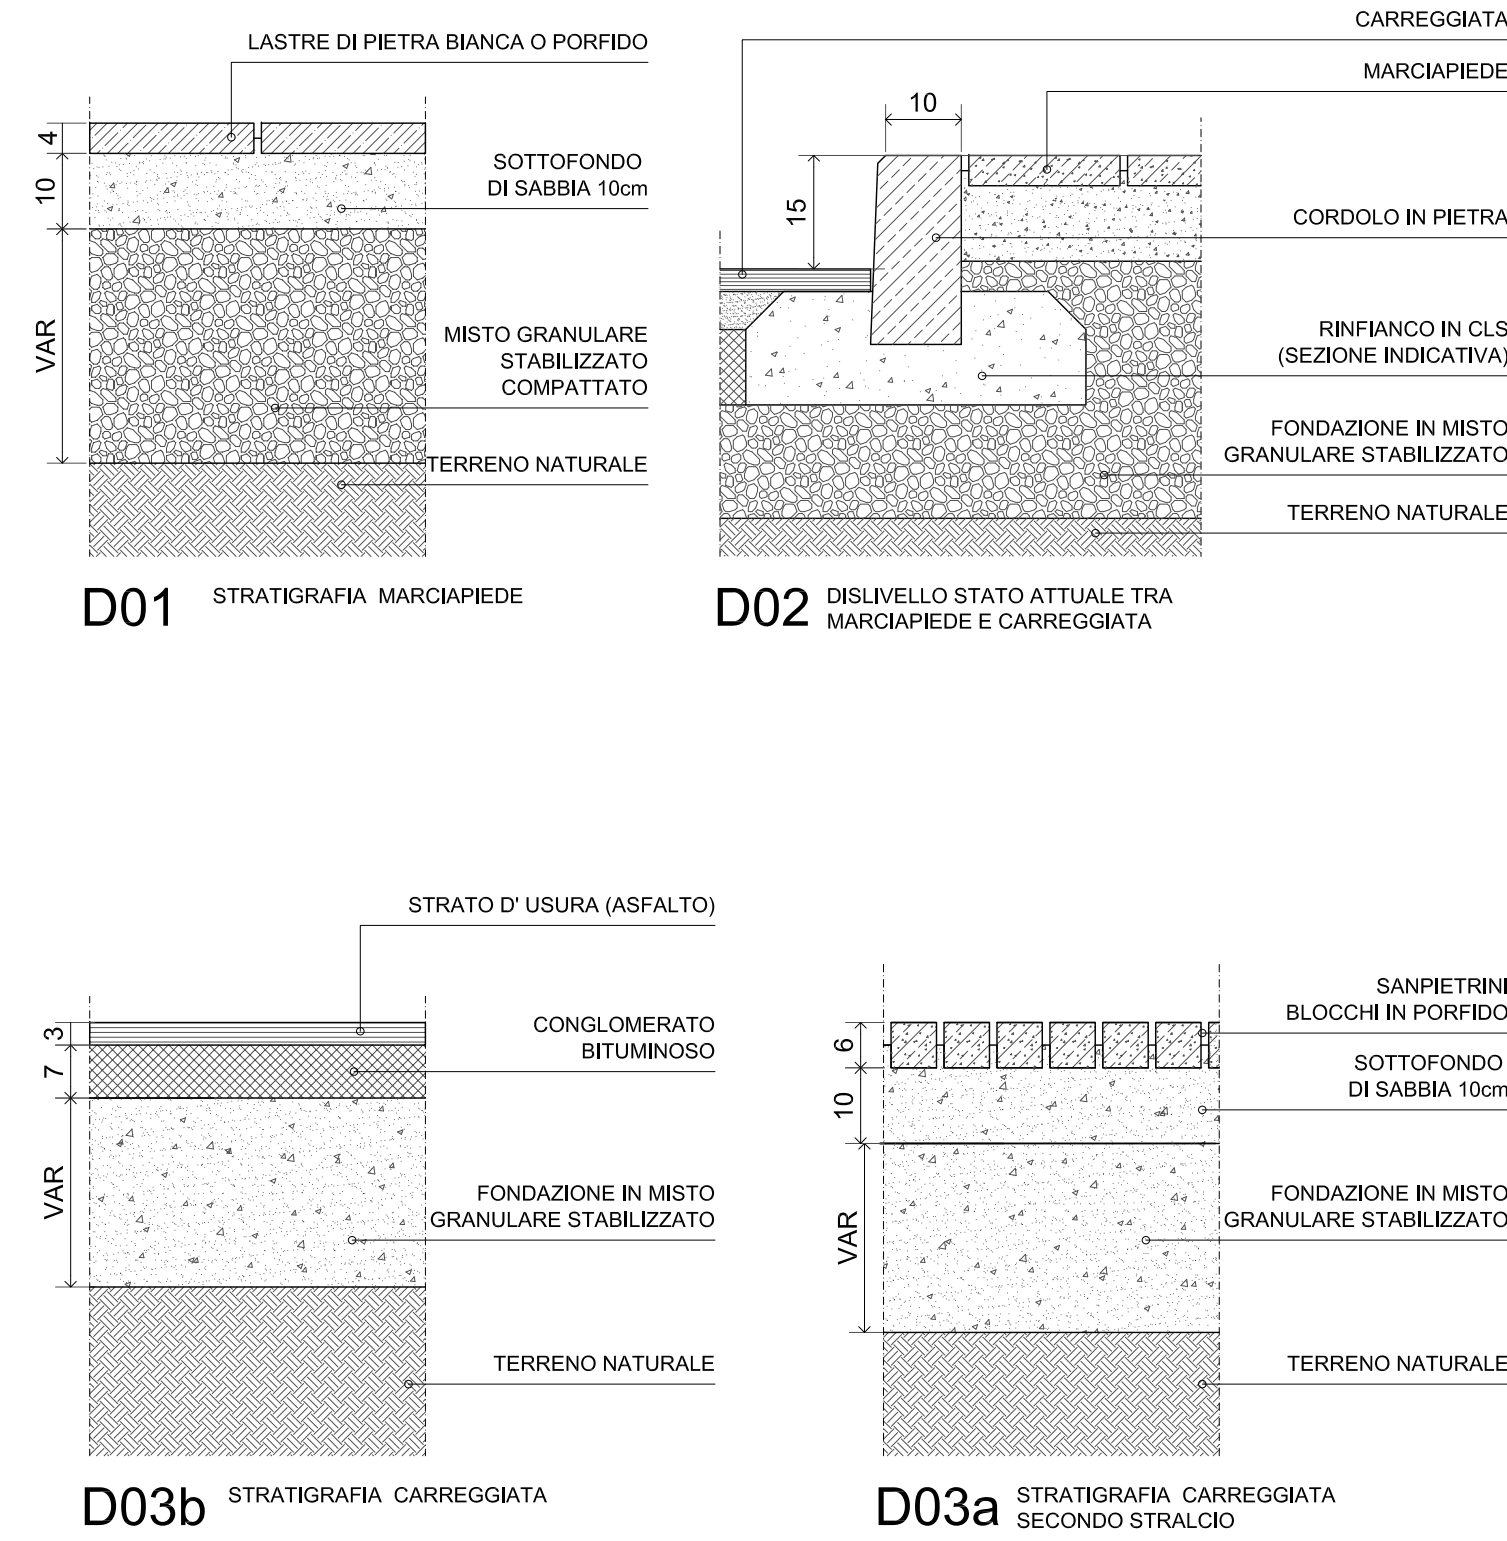 LASTRE DI PIETRA BIANCA O PORFIDO
4
10
VAR
SOTTOFONDO
DI SABBIA 10cm
MISTO GRANULARE
STABILIZZATO
COMPATTATO
TERRENO NATURALE
D01 STRATIGRAFIA MARCIAPIEDE
CARREGGIATA
MARCIAPIEDE
10
15
CORDOLO IN PIETRA
RINFIANCO IN CLS
(SEZIONE INDICATIVA)
FONDAZIONE IN MISTO
GRANULARE STABILIZZATO
TERRENO NATURALE
D02 DISLIVELLO STATO ATTUALE TRA
MARCIAPIEDE E CARREGGIATA
STRATO D' USURA (ASFALTO)
3
7
VAR
CONGLOMERATO
BITUMINOSO
FONDAZIONE IN MISTO
GRANULARE STABILIZZATO
TERRENO NATURALE
D03b STRATIGRAFIA CARREGGIATA
SANPIETRINI
BLOCCHI IN PORFIDO
6
10
VAR
SOTTOFONDO
DI SABBIA 10cm
FONDAZIONE IN MISTO
GRANULARE STABILIZZATO
TERRENO NATURALE
D03a STRATIGRAFIA CARREGGIATA
SECONDO STRALCIO